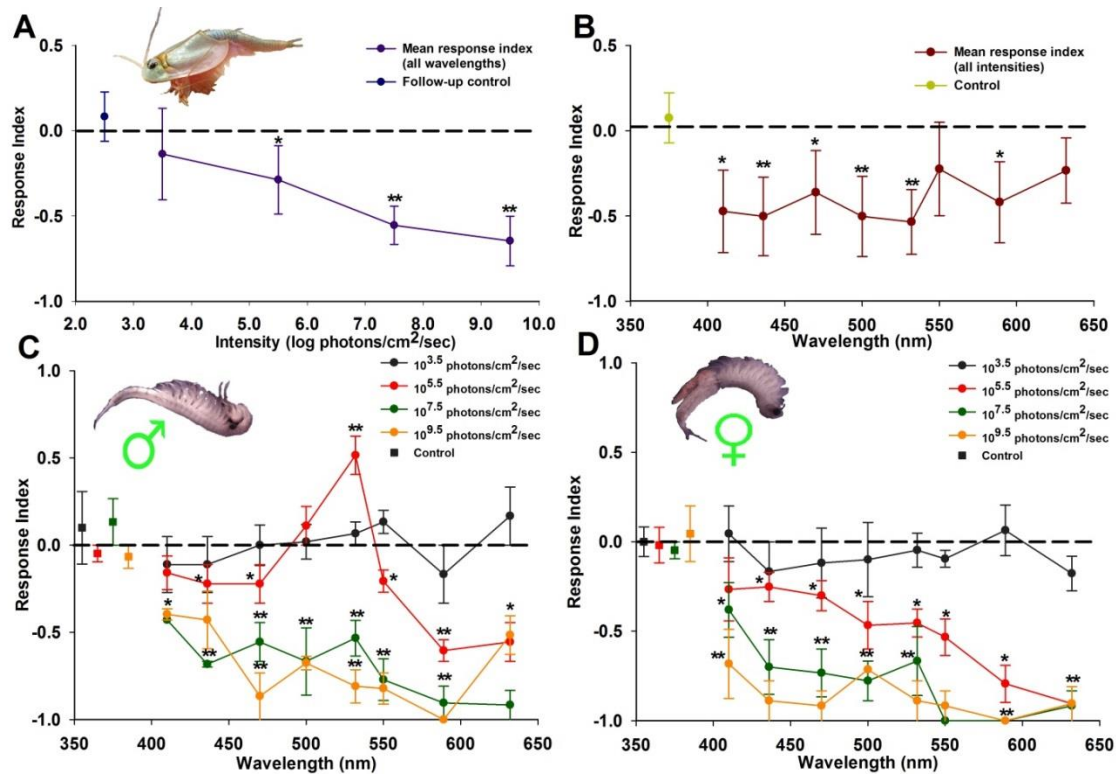 A
0.5
0.0
-0.5
-1.0
Response Index
Mean response index
(all wavelengths)
Follow-up control
*
**
**
2.0 3.0 4.0 5.0 6.0 7.0 8.0 9.0 10.0
Intensity (log photons/cm2/sec)
B
0.5
0.0
-0.5
-1.0
Response Index
Mean response index
(all intensities)
Control
*
**
*
**
**
*
350 400 450 500 550 600 650
Wavelength (nm)
C
1.0
0.5
0.0
-0.5
-1.0
Response Index
♂
10^3.5 photons/cm2/sec
10^5.5 photons/cm2/sec
10^7.5 photons/cm2/sec
10^9.5 photons/cm2/sec
Control
**
* * *
* ** ** ** *
** ** ** ** **
350 400 450 500 550 600 650
Wavelength (nm)
D
1.0
0.5
0.0
-0.5
-1.0
Response Index
♀
10^3.5 photons/cm2/sec
10^5.5 photons/cm2/sec
10^7.5 photons/cm2/sec
10^9.5 photons/cm2/sec
Control
* * * * * * *
** ** ** ** ** **
**
350 400 450 500 550 600 650
Wavelength (nm)